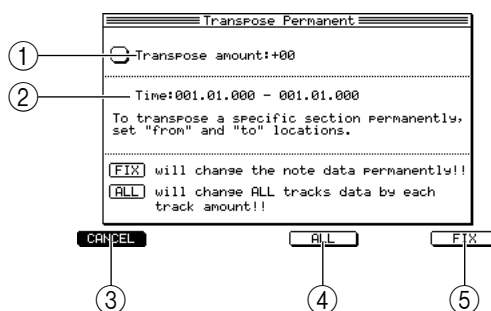 Transpose Permanent
① Transpose amount:+00
② Time:001.01.000 - 001.01.000
To transpose a specific section permanently,
set "from" and "to" locations.
FIX will change the note data permanently!!
ALL will change ALL tracks data by each
track amount!!
CANCEL ALL FIX
③ ④ ⑤